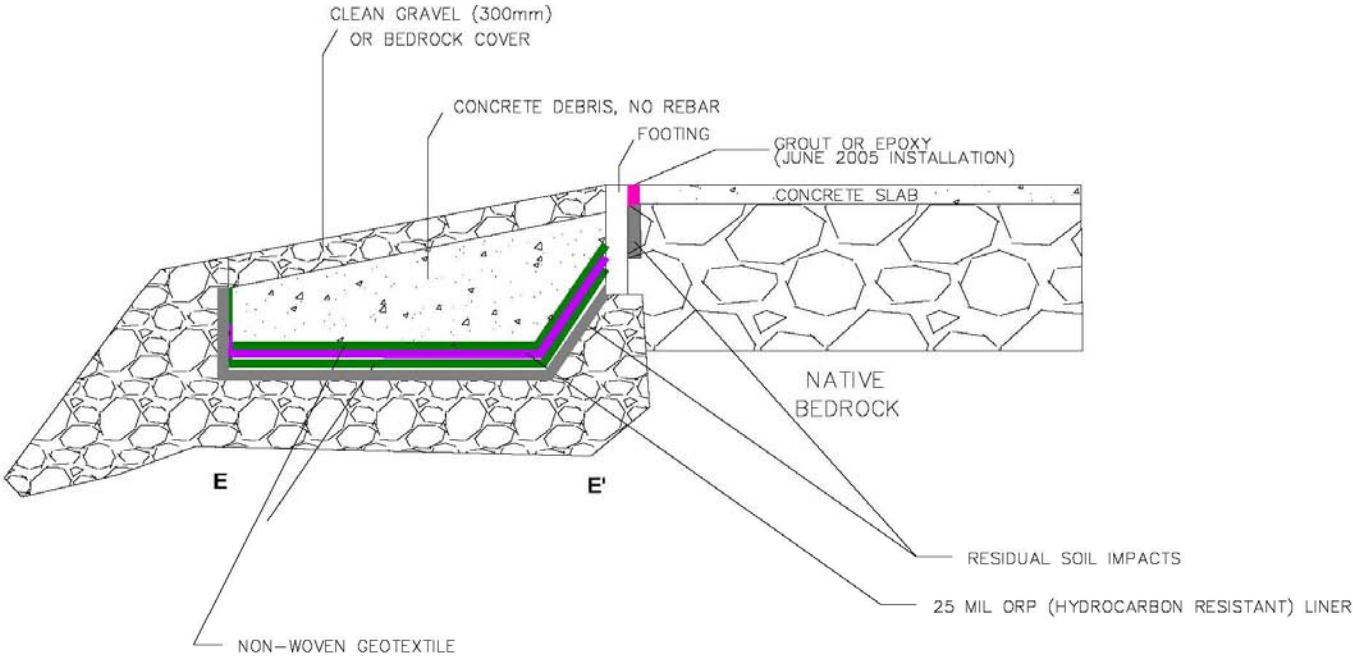 CLEAN GRAVEL (300mm)
OR BEDROCK COVER
CONCRETE DEBRIS, NO REBAR
FOOTING
GROUT OR EPOXY
(JUNE 2005 INSTALLATION)
CONCRETE SLAB
NATIVE
BEDROCK
E
E'
RESIDUAL SOIL IMPACTS
25 MIL ORP (HYDROCARBON RESISTANT) LINER
NON-WOVEN GEOTEXTILE